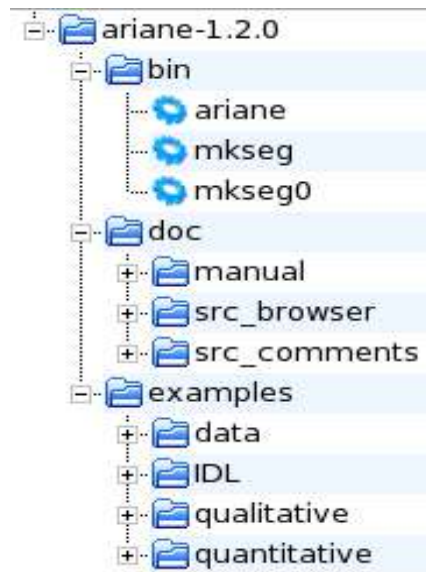 ariane-1.2.0
bin
ariane
mkseg
mkseg0
doc
manual
src_browser
src_comments
examples
data
IDL
qualitative
quantitative